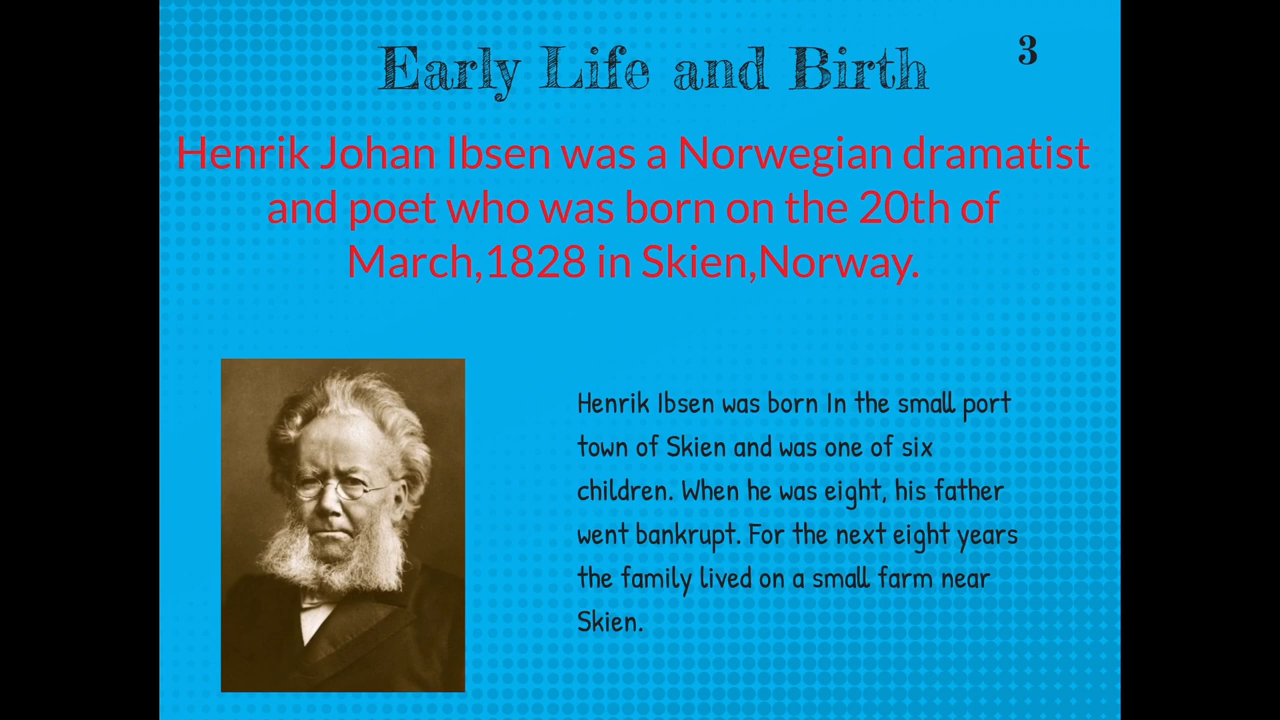 Early Life and Birth
3
Henrik Johan Ibsen was a Norwegian dramatist
and poet who was born on the 20th of
March,1828 in Skien,Norway.
Henrik Ibsen was born In the small port
town of Skien and was one of six
children. When he was eight, his father
went bankrupt. For the next eight years
the family lived on a small farm near
Skien.